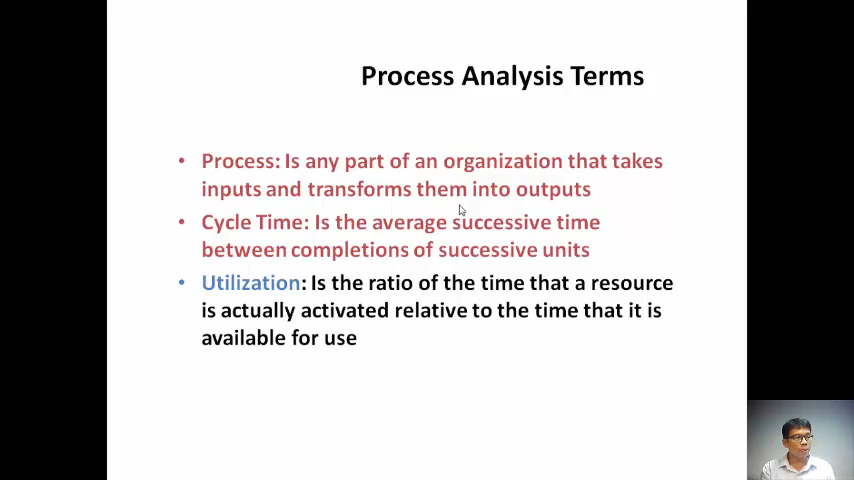 Process Analysis Terms
• Process: Is any part of an organization that takes
inputs and transforms them into outputs
• Cycle Time: Is the average successive time
between completions of successive units
• Utilization: Is the ratio of the time that a resource
is actually activated relative to the time that it is
available for use